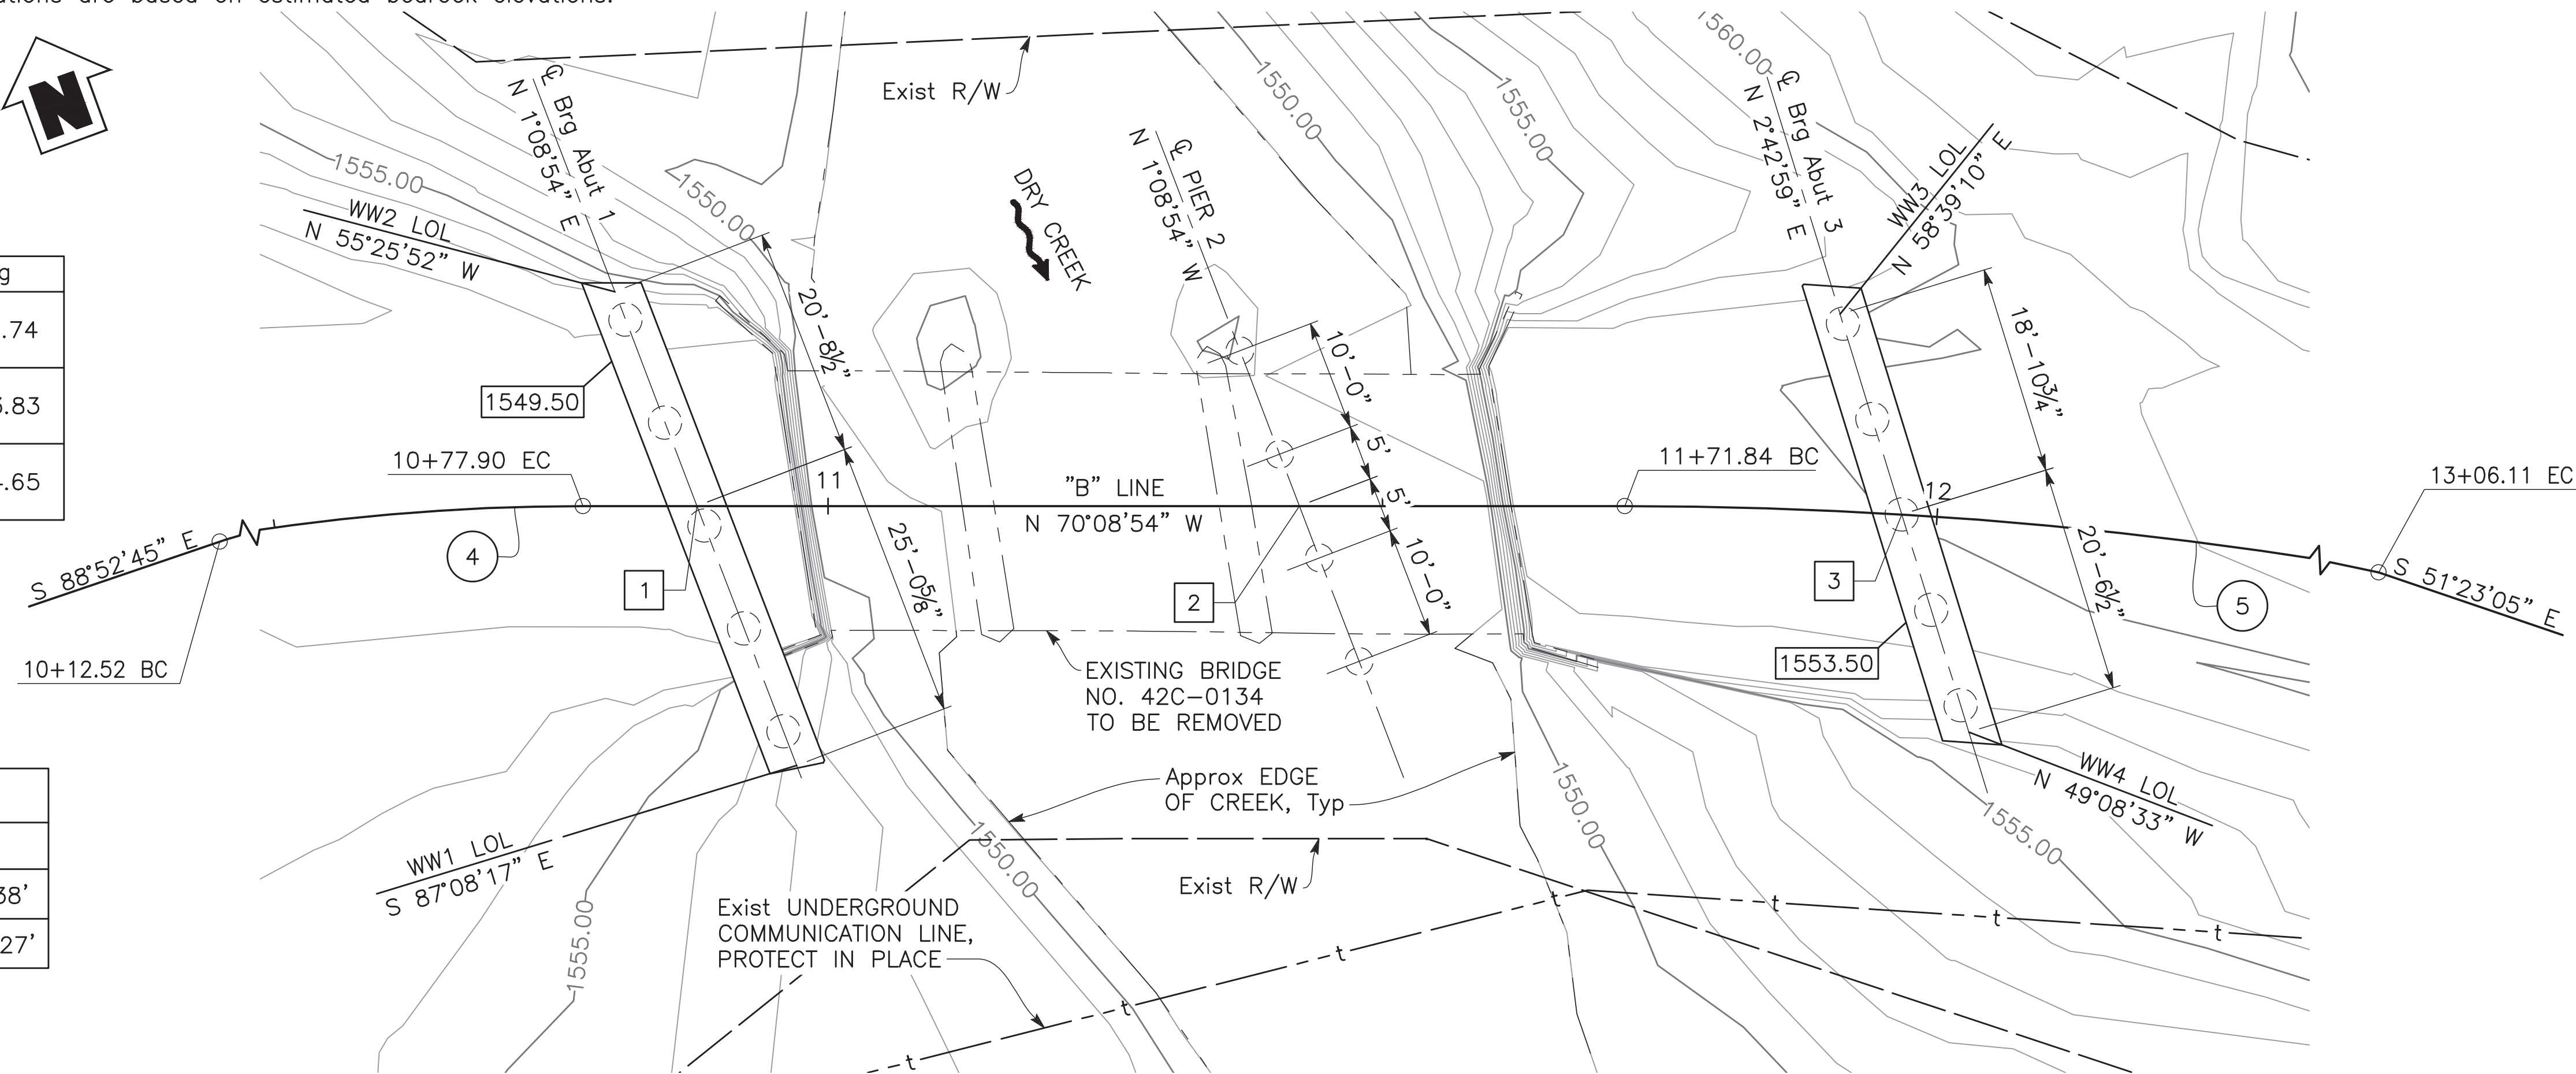 ations are based on estimated bedrock elevations.
N
g
.74
.83
.65
38'
27'
Exist R/W
℄ Brg Abut 1
N 1°08'54" E
1555.00
1550.00
WW2 LOL
N 55°25'52" W
1549.50
10+77.90 EC
20'-8½"
25'-0⅝"
11
DRY CREEK
℄ PIER 2
N 1°08'54" W
1550.00
1555.00
1560.00
℄ Brg Abut 3
N 2°42'59" E
WW3 LOL
N 58°39'10" E
10'-0"
5'
5'
10'-0"
18'-10¾"
20'-6½"
11+71.84 BC
12
13+06.11 EC
"B" LINE
N 70°08'54" W
S 88°52'45" E
4
1
2
3
5
S 51°23'05" E
10+12.52 BC
1553.50
EXISTING BRIDGE
NO. 42C-0134
TO BE REMOVED
Approx EDGE
OF CREEK, Typ
WW4 LOL
N 49°08'33" W
1550.00
1555.00
WW1 LOL
S 87°08'17" E
1555.00
1550.00
Exist R/W
Exist UNDERGROUND
COMMUNICATION LINE,
PROTECT IN PLACE
t
t
t
t
t
t
t